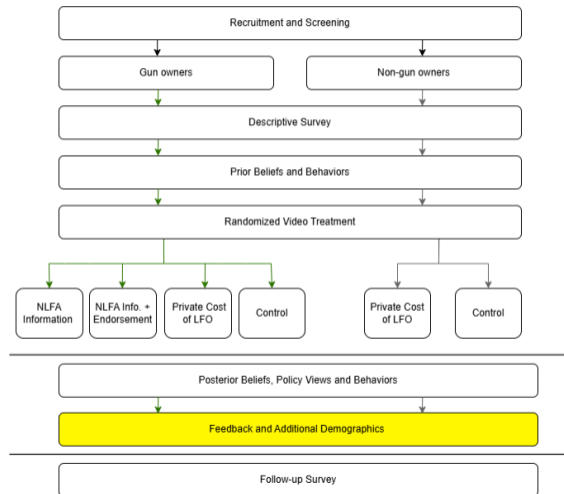 Recruitment and Screening
Gun owners
Non-gun owners
Descriptive Survey
Prior Beliefs and Behaviors
Randomized Video Treatment
NLFA
Information
NLFA Info. +
Endorsement
Private Cost
of LFO
Control
Private Cost
of LFO
Control
Posterior Beliefs, Policy Views and Behaviors
Feedback and Additional Demographics
Follow-up Survey